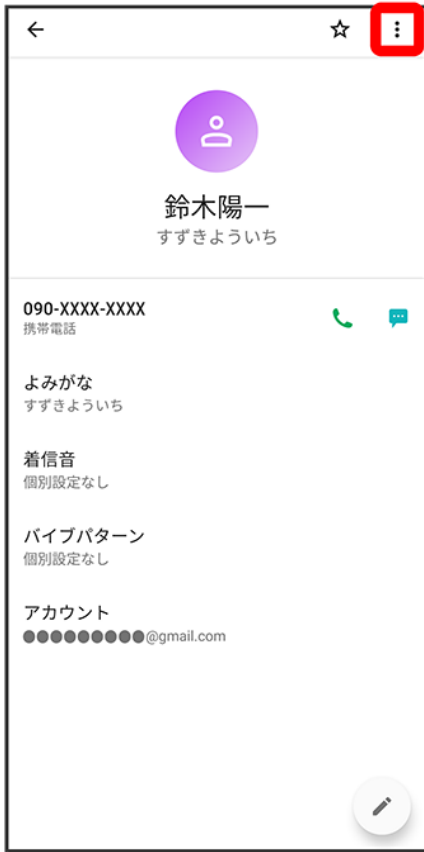 鈴木陽一
すずきよういち
090-XXXX-XXXX
携帯電話
よみがな
すずきよういち
着信音
個別設定なし
バイブパターン
個別設定なし
アカウント
●●●●●●●●●@gmail.com